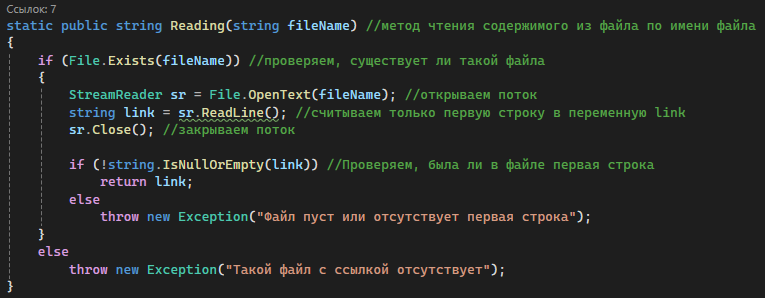 Ссылок: 7
static public string Reading(string fileName) //метод чтения содержимого из файла по имени файла
{
if (File.Exists(fileName)) //проверяем, существует ли такой файла
{
StreamReader sr = File.OpenText(fileName); //открываем поток
string link = sr.ReadLine(); //считываем только первую строку в переменную link
sr.Close(); //закрываем поток
if (!string.IsNullOrEmpty(link)) //Проверяем, была ли в файле первая строка
return link;
else
throw new Exception("Файл пуст или отсутствует первая строка");
}
else
throw new Exception("Такой файл с ссылкой отсутствует");
}